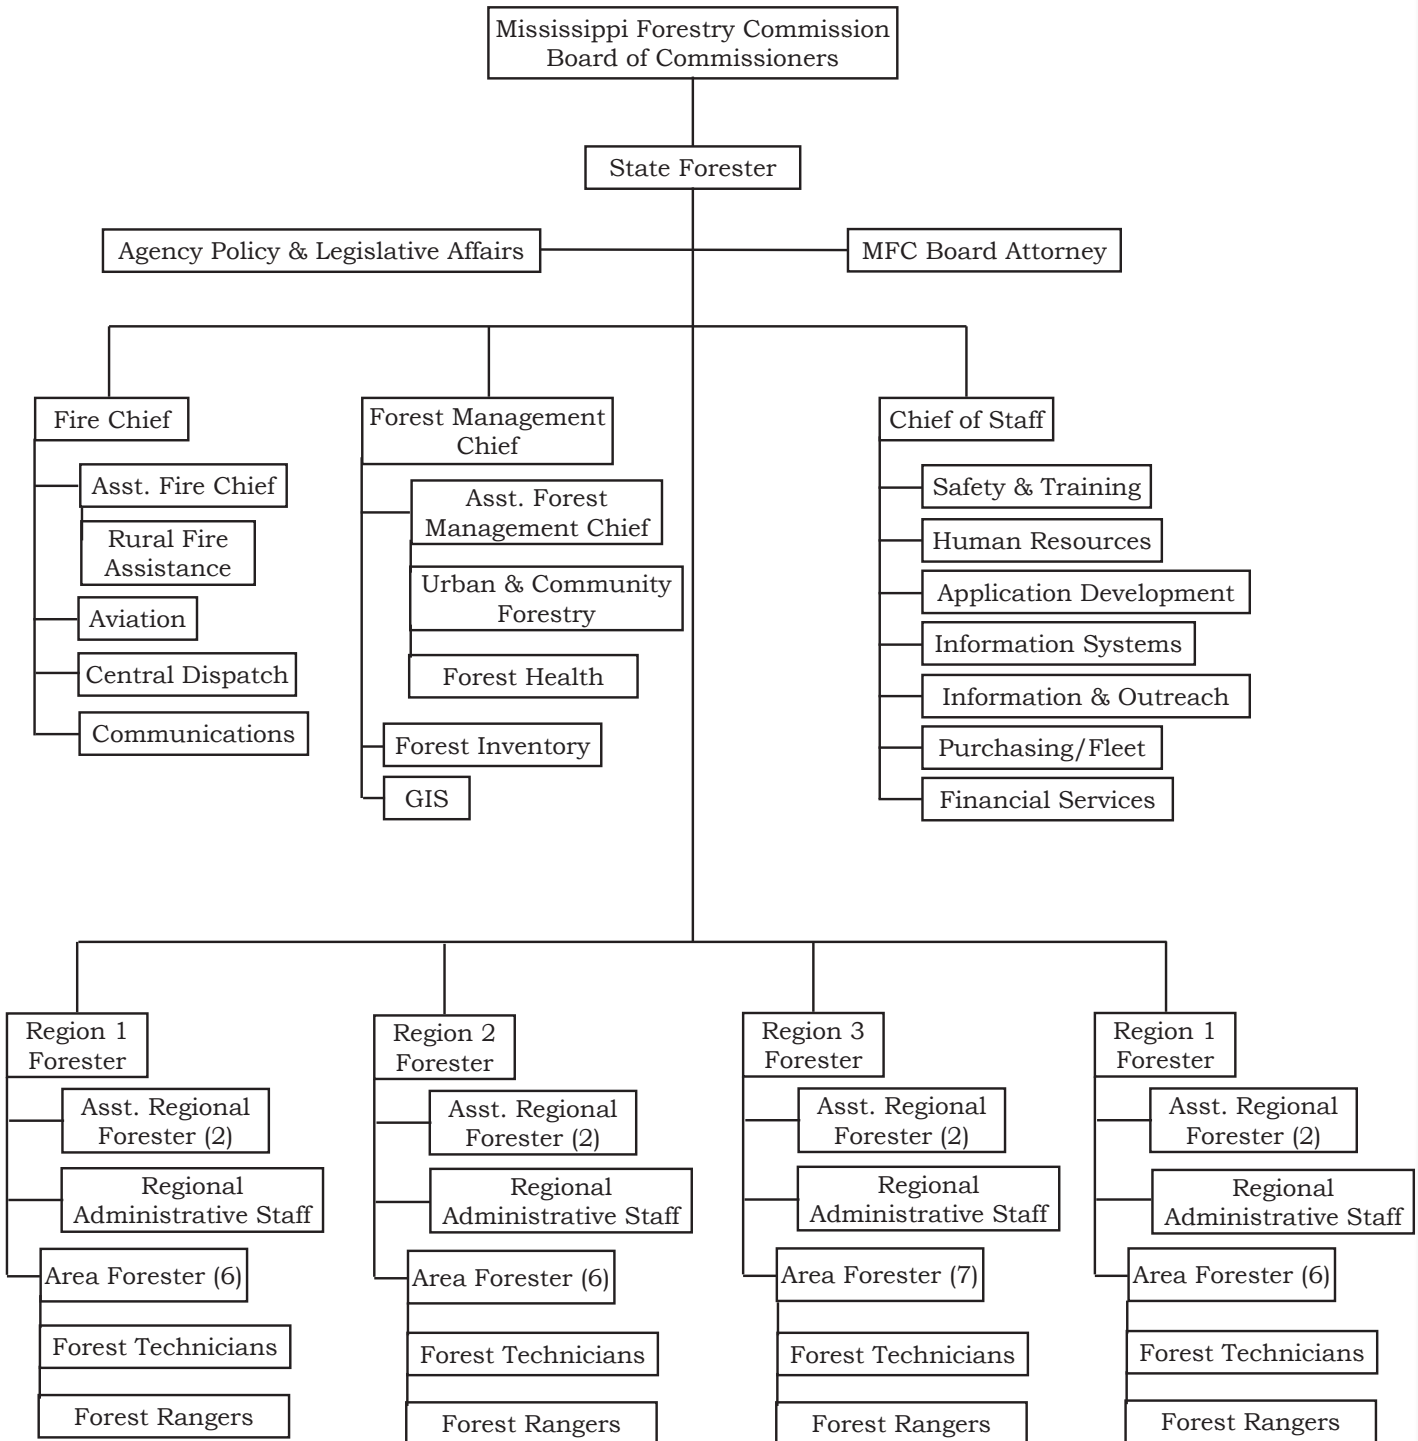 Mississippi Forestry Commission
Board of Commissioners
State Forester
Agency Policy & Legislative Affairs
MFC Board Attorney
Fire Chief
Asst. Fire Chief
Rural Fire
Assistance
Aviation
Central Dispatch
Communications
Forest Management
Chief
Asst. Forest
Management Chief
Urban & Community
Forestry
Forest Health
Forest Inventory
GIS
Chief of Staff
Safety & Training
Human Resources
Application Development
Information Systems
Information & Outreach
Purchasing/Fleet
Financial Services
Region 1
Forester
Asst. Regional
Forester (2)
Regional
Administrative Staff
Area Forester (6)
Forest Technicians
Forest Rangers
Region 2
Forester
Asst. Regional
Forester (2)
Regional
Administrative Staff
Area Forester (6)
Forest Technicians
Forest Rangers
Region 3
Forester
Asst. Regional
Forester (2)
Regional
Administrative Staff
Area Forester (7)
Forest Technicians
Forest Rangers
Region 1
Forester
Asst. Regional
Forester (2)
Regional
Administrative Staff
Area Forester (6)
Forest Technicians
Forest Rangers